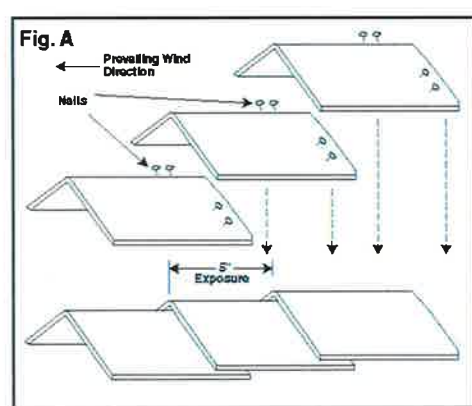 Fig. A
Prevailing Wind
Direction
Nails
5"
Exposure